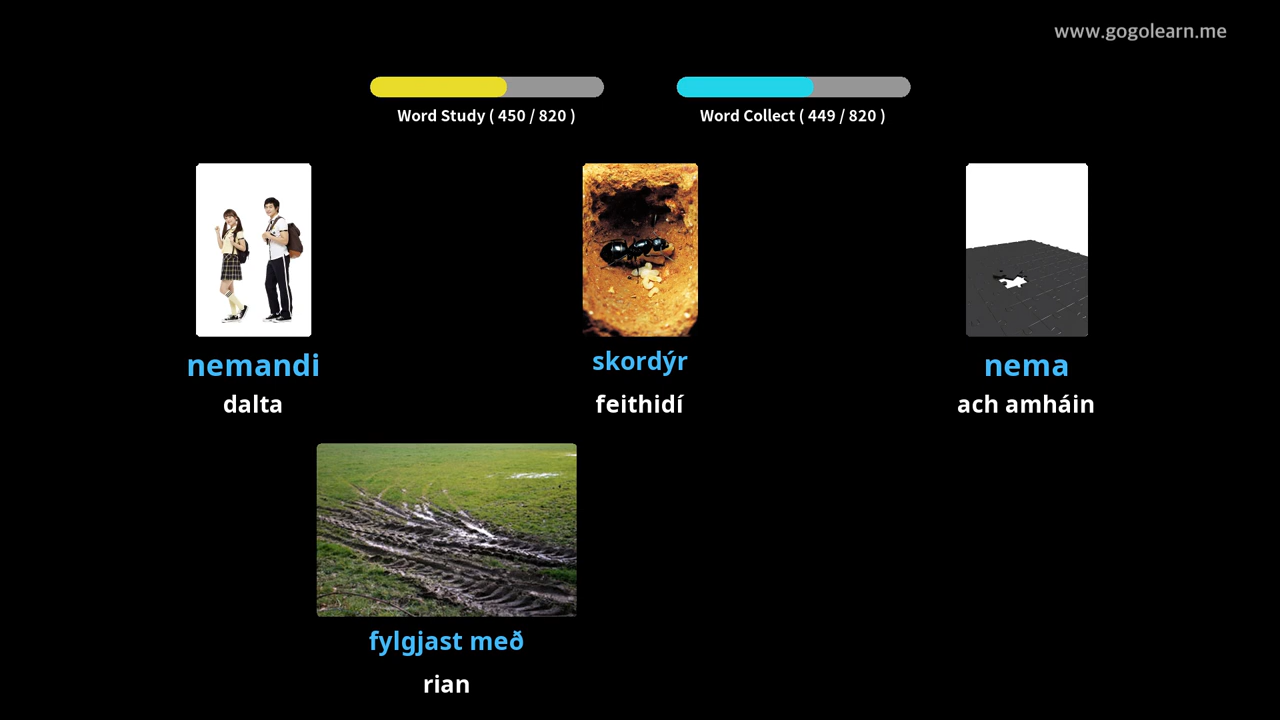 www.gogolearn.me
Word Study ( 450 / 820 )
Word Collect ( 449 / 820 )
nemandi
dalta
skordýr
feithidí
nema
ach amháin
fylgjast með
rian